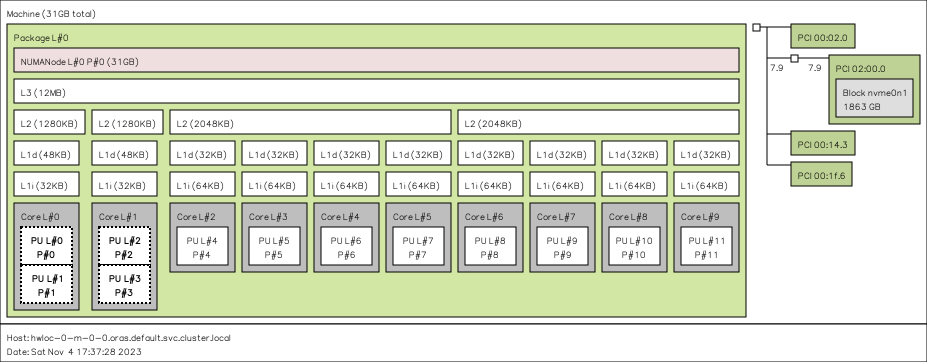 Machine (31GB total)
Package L#0
NUMANode L#0 P#0 (31GB)
L3 (12MB)
L2 (1280KB) L2 (1280KB) L2 (2048KB) L2 (2048KB)
L1d (48KB) L1d (48KB) L1d (32KB) L1d (32KB) L1d (32KB) L1d (32KB) L1d (32KB) L1d (32KB) L1d (32KB) L1d (32KB)
L1i (32KB) L1i (32KB) L1i (64KB) L1i (64KB) L1i (64KB) L1i (64KB) L1i (64KB) L1i (64KB) L1i (64KB) L1i (64KB)
Core L#0 Core L#1 Core L#2 Core L#3 Core L#4 Core L#5 Core L#6 Core L#7 Core L#8 Core L#9
PU L#0 PU L#2 PU L#4 PU L#5 PU L#6 PU L#7 PU L#8 PU L#9 PU L#10 PU L#11
P#0 P#2 P#4 P#5 P#6 P#7 P#8 P#9 P#10 P#11
PU L#1 PU L#3
P#1 P#3
PCI 00:02.0
7.9 7.9 PCI 02:00.0
Block nvme0n1
1863 GB
PCI 00:14.3
PCI 00:1f.6
Host: hwloc-0-m-0-0.oras.default.svc.cluster.local
Date: Sat Nov 4 17:37:28 2023